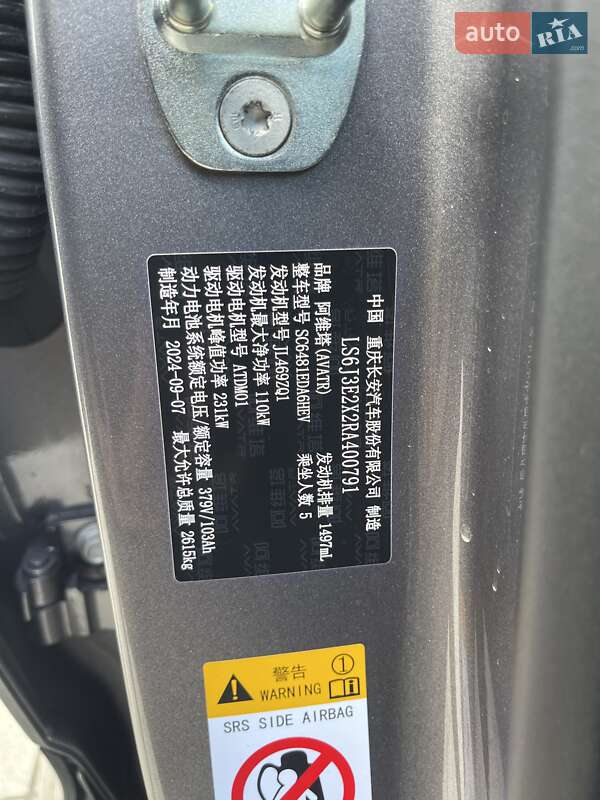 auto RIA.com
中国 重庆长安汽车股份有限公司 制造
LS6J3E2X2RA400791
品牌 阿维塔(AVATR) 发动机排量 1497mL
整车型号 SC6481EDA6HEV 乘坐人数 5
发动机型号 JL469ZQ1
发动机最大净功率 110kW
驱动电机型号 ATDM01
驱动电机峰值功率 231kW
动力电池系统额定电压/额定容量 379V/103Ah
制造年月 2024-09-07 最大允许总质量 2615kg
警告 ①
WARNING
SRS SIDE AIRBAG